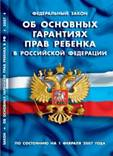 ФЕДЕРАЛЬНЫЙ ЗАКОН
ОБ ОСНОВНЫХ
ГАРАНТИЯХ
ПРАВ РЕБЕНКА
В РОССИЙСКОЙ ФЕДЕРАЦИИ
ПО СОСТОЯНИЮ НА 1 ФЕВРАЛЯ 2007 ГОДА